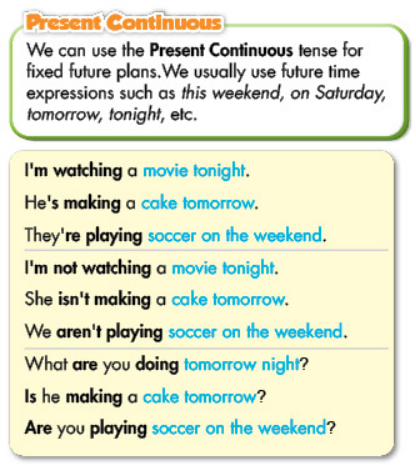 Present Continuous
We can use the Present Continuous tense for
fixed future plans.We usually use future time
expressions such as this weekend, on Saturday,
tomorrow, tonight, etc.
I'm watching a movie tonight.
He's making a cake tomorrow.
They're playing soccer on the weekend.
I'm not watching a movie tonight.
She isn't making a cake tomorrow.
We aren't playing soccer on the weekend.
What are you doing tomorrow night?
Is he making a cake tomorrow?
Are you playing soccer on the weekend?